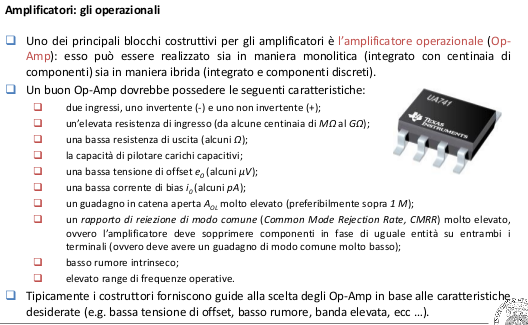 Amplificatori: gli operazionali
Uno dei principali blocchi costruttivi per gli amplificatori è l'amplificatore operazionale (Op-
Amp): esso può essere realizzato sia in maniera monolitica (integrato con centinaia di
componenti) sia in maniera ibrida (integrato e componenti discreti).
Un buon Op-Amp dovrebbe possedere le seguenti caratteristiche:
due ingressi, uno invertente (-) e uno non invertente (+);
un'elevata resistenza di ingresso (da alcune centinaia di MΩ al GΩ);
una bassa resistenza di uscita (alcuni Ω);
la capacità di pilotare carichi capacitivi;
una bassa tensione di offset e₀ (alcuni μV);
una bassa corrente di bias i₀ (alcuni pA);
un guadagno in catena aperta A_OL molto elevato (preferibilmente sopra 1 M);
un rapporto di reiezione di modo comune (Common Mode Rejection Rate, CMRR) molto elevato,
ovvero l'amplificatore deve sopprimere componenti in fase di uguale entità su entrambi i
terminali (ovvero deve avere un guadagno di modo comune molto basso);
basso rumore intrinseco;
elevato range di frequenze operative.
Tipicamente i costruttori forniscono guide alla scelta degli Op-Amp in base alle caratteristiche
desiderate (e.g. bassa tensione di offset, basso rumore, banda elevata, ecc ...).
UA741
TEXAS
INSTRUMENTS